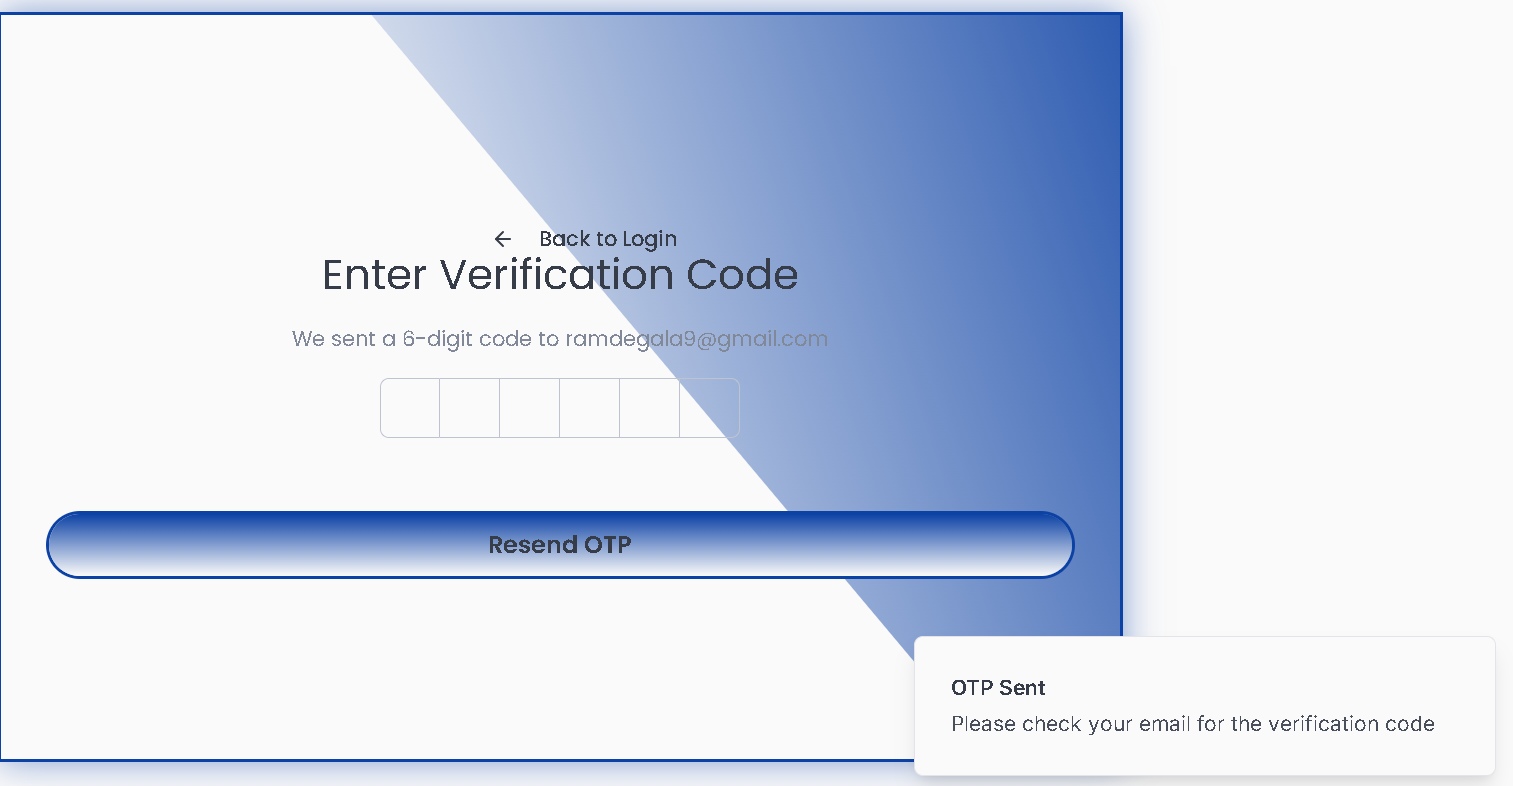 Back to Login
Enter Verification Code
We sent a 6-digit code to ramdegala9@gmail.com
Resend OTP
OTP Sent
Please check your email for the verification code